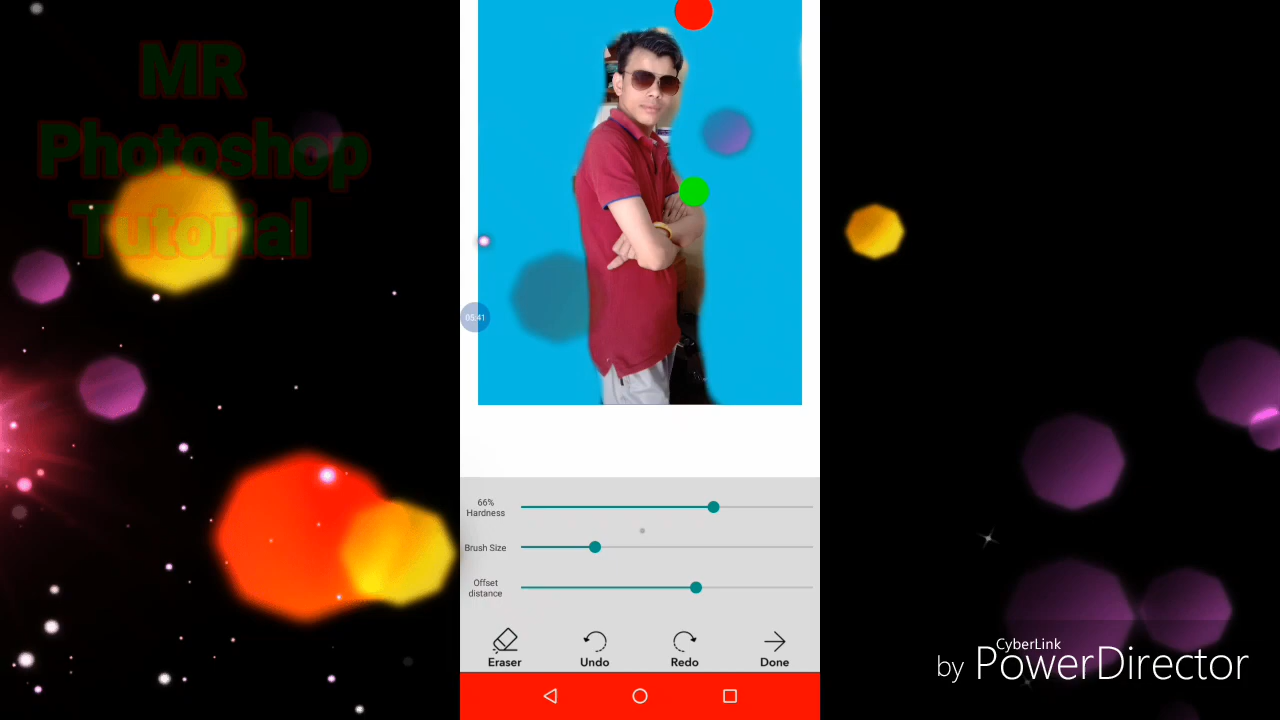 MR
Photoshop
Tutorial
05:41
66%
Hardness
Brush Size
Offset
distance
Eraser
Undo
Redo
Done
CyberLink
by PowerDirector